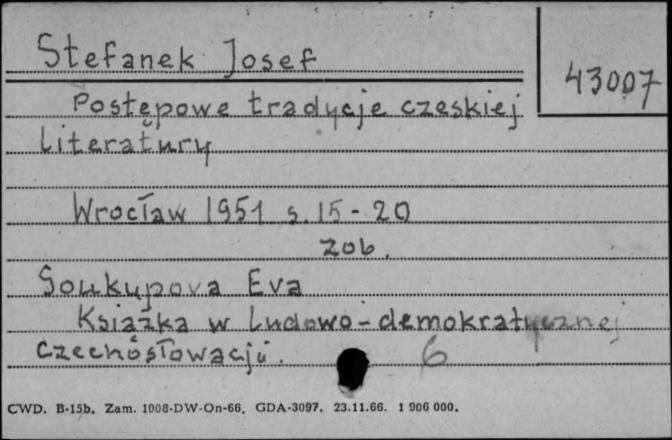 Stefanek Josef
43007
Postępowe tradycje czeskiej
literatury
Wrocław 1951 s. 15-20
zob.
Soukupova Eva
Książka w Ludowo-demokratycznej
Czechosłowacji.
6
CWD. B-15b. Zam. 1008-DW-On-66. GDA-3097. 23.11.66. 1 906 000.